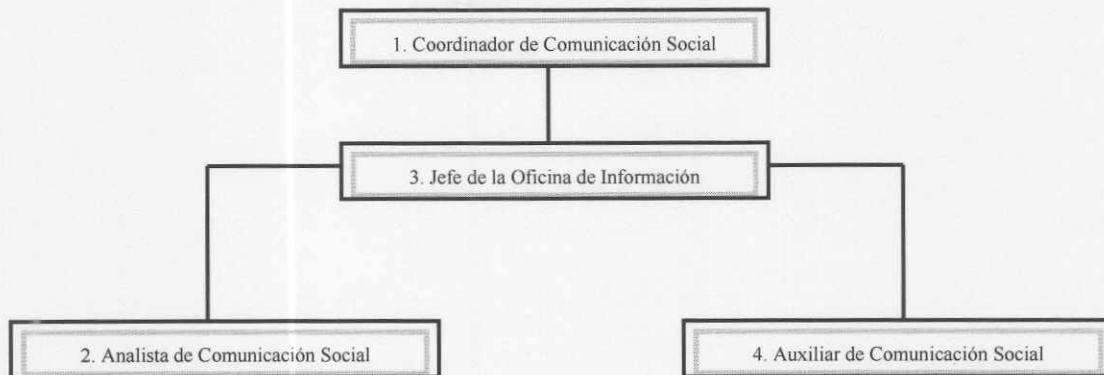 1. Coordinador de Comunicación Social
3. Jefe de la Oficina de Información
2. Analista de Comunicación Social
4. Auxiliar de Comunicación Social